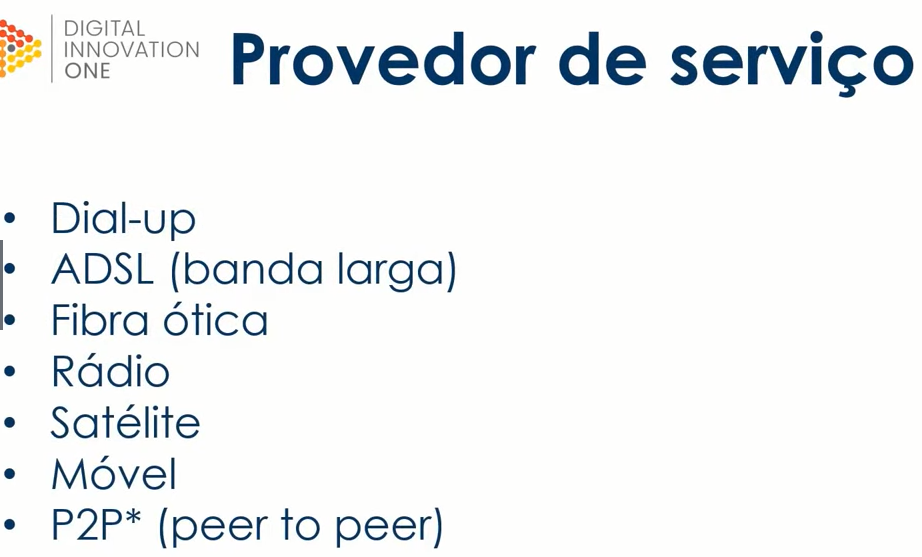 DIGITAL
INNOVATION
ONE
Provedor de serviço
• Dial-up
• ADSL (banda larga)
• Fibra ótica
• Rádio
• Satélite
• Móvel
• P2P* (peer to peer)